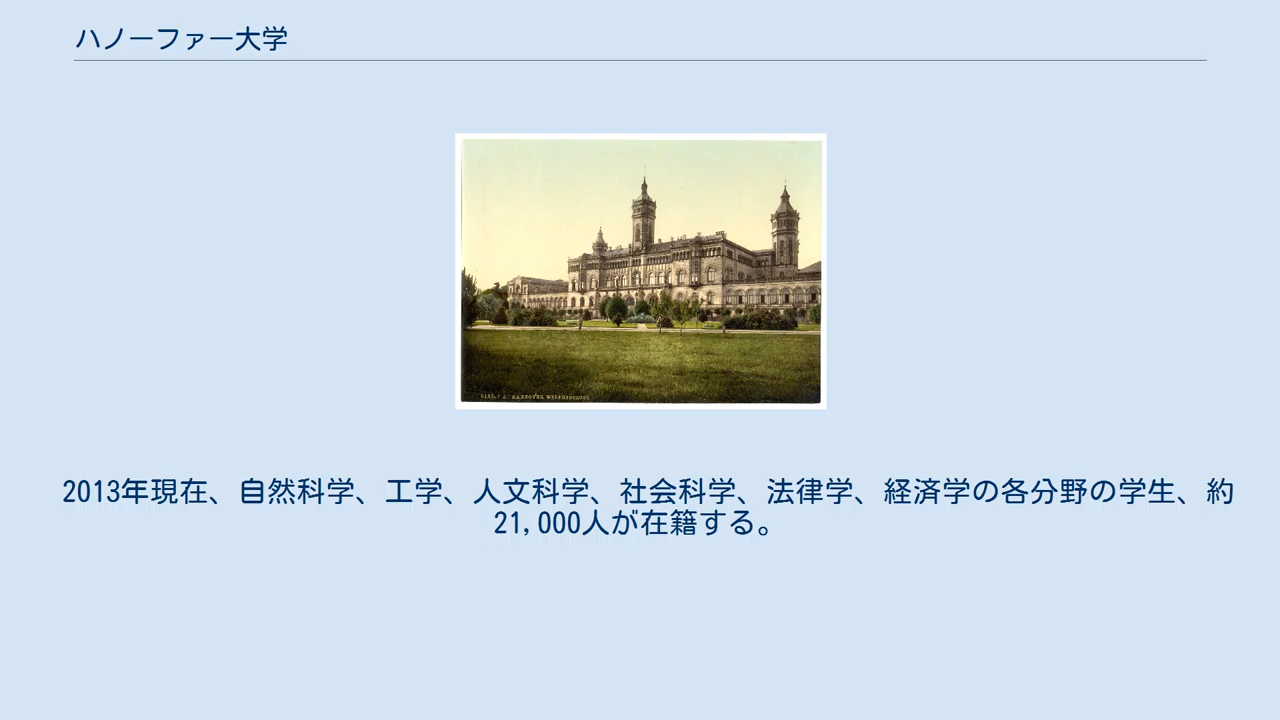 ハノーファー大学
2013年現在、自然科学、工学、人文科学、社会科学、法律学、経済学の各分野の学生、約
21,000人が在籍する。
HANNOVER